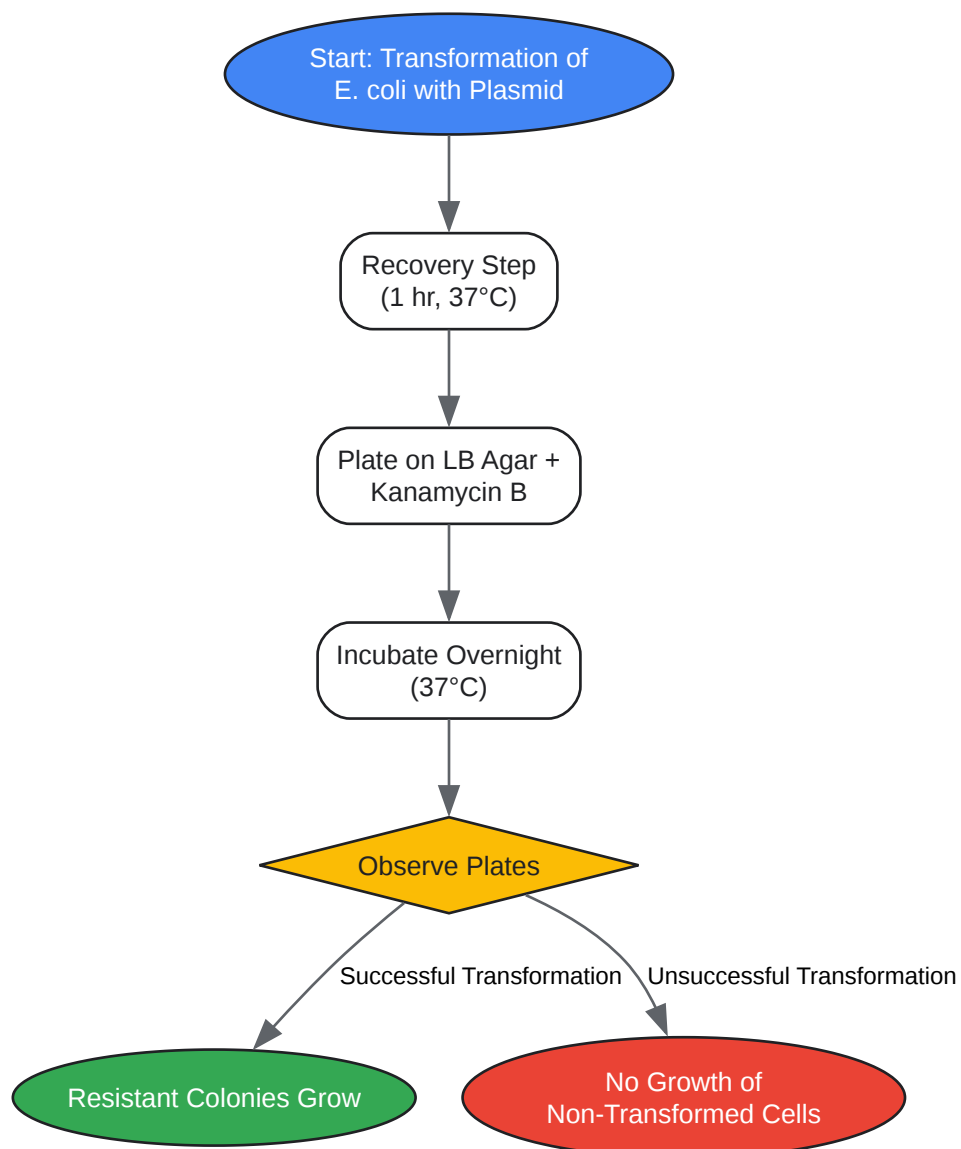 Start: Transformation of
E. coli with Plasmid
Recovery Step
(1 hr, 37°C)
Plate on LB Agar +
Kanamycin B
Incubate Overnight
(37°C)
Observe Plates
Successful Transformation
Unsuccessful Transformation
Resistant Colonies Grow
No Growth of
Non-Transformed Cells